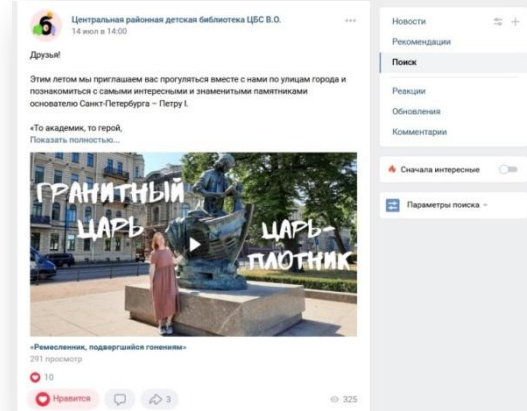 Центральная районная детская библиотека ЦБС В.О.
14 июл в 14:00
Друзья!
Этим летом мы приглашаем вас прогуляться вместе с нами по улицам города и
познакомиться с самыми интересными и знаменитыми памятниками
основателю Санкт-Петербурга – Петру I.
«То академик, то герой,
Показать полностью...
ГРАНИТНЫЙ
ЦАРЬ
ЦАРЬ-
ПЛОТНИК
«Ремесленник, подвергшийся гонениям»
291 просмотр
10
Нравится
3
325
Новости
Рекомендации
Поиск
Реакции
Обновления
Комментарии
Сначала интересные
Параметры поиска